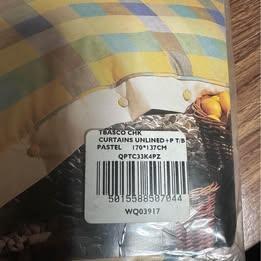 TBASCO CHK
CURTAINS UNLINED+P T/B
PASTEL 170*137CM
QPTC33K4PZ
5015588507044
WQ03917